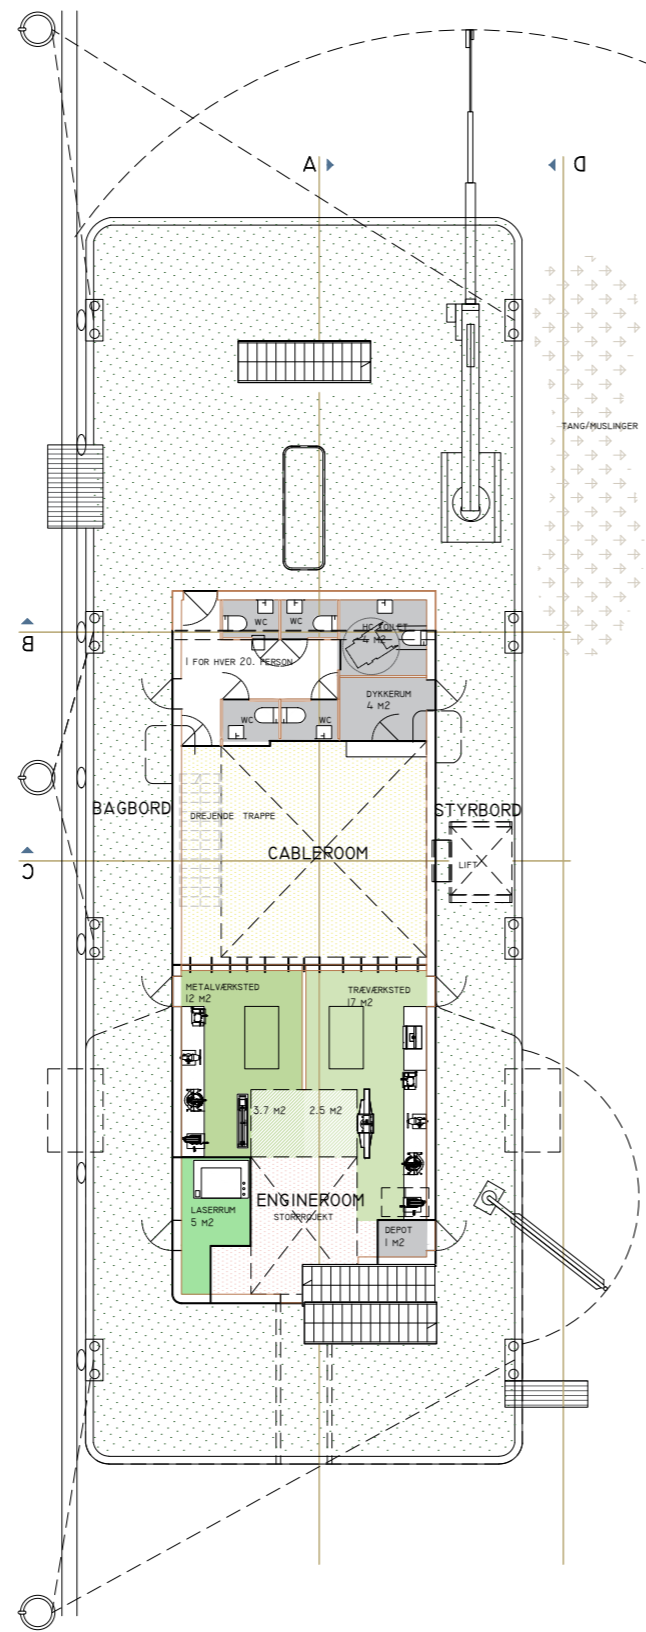 A
D
TANG/MUSLINGER
WC
WC
HC TOILET
4 M2
B
1 FOR HVER 20. PERSON
DYKKERUM
4 M2
WC
WC
BAGBORD
DREJENDE TRAPPE
STYRBORD
CABLEROOM
LIFT
C
METALVÆRKSTED
12 M2
TRÆVÆRKSTED
17 M2
3.7 M2
2.5 M2
ENGINEROOM
STORPROJEKT
LASERRUM
5 M2
DEPOT
1 M2